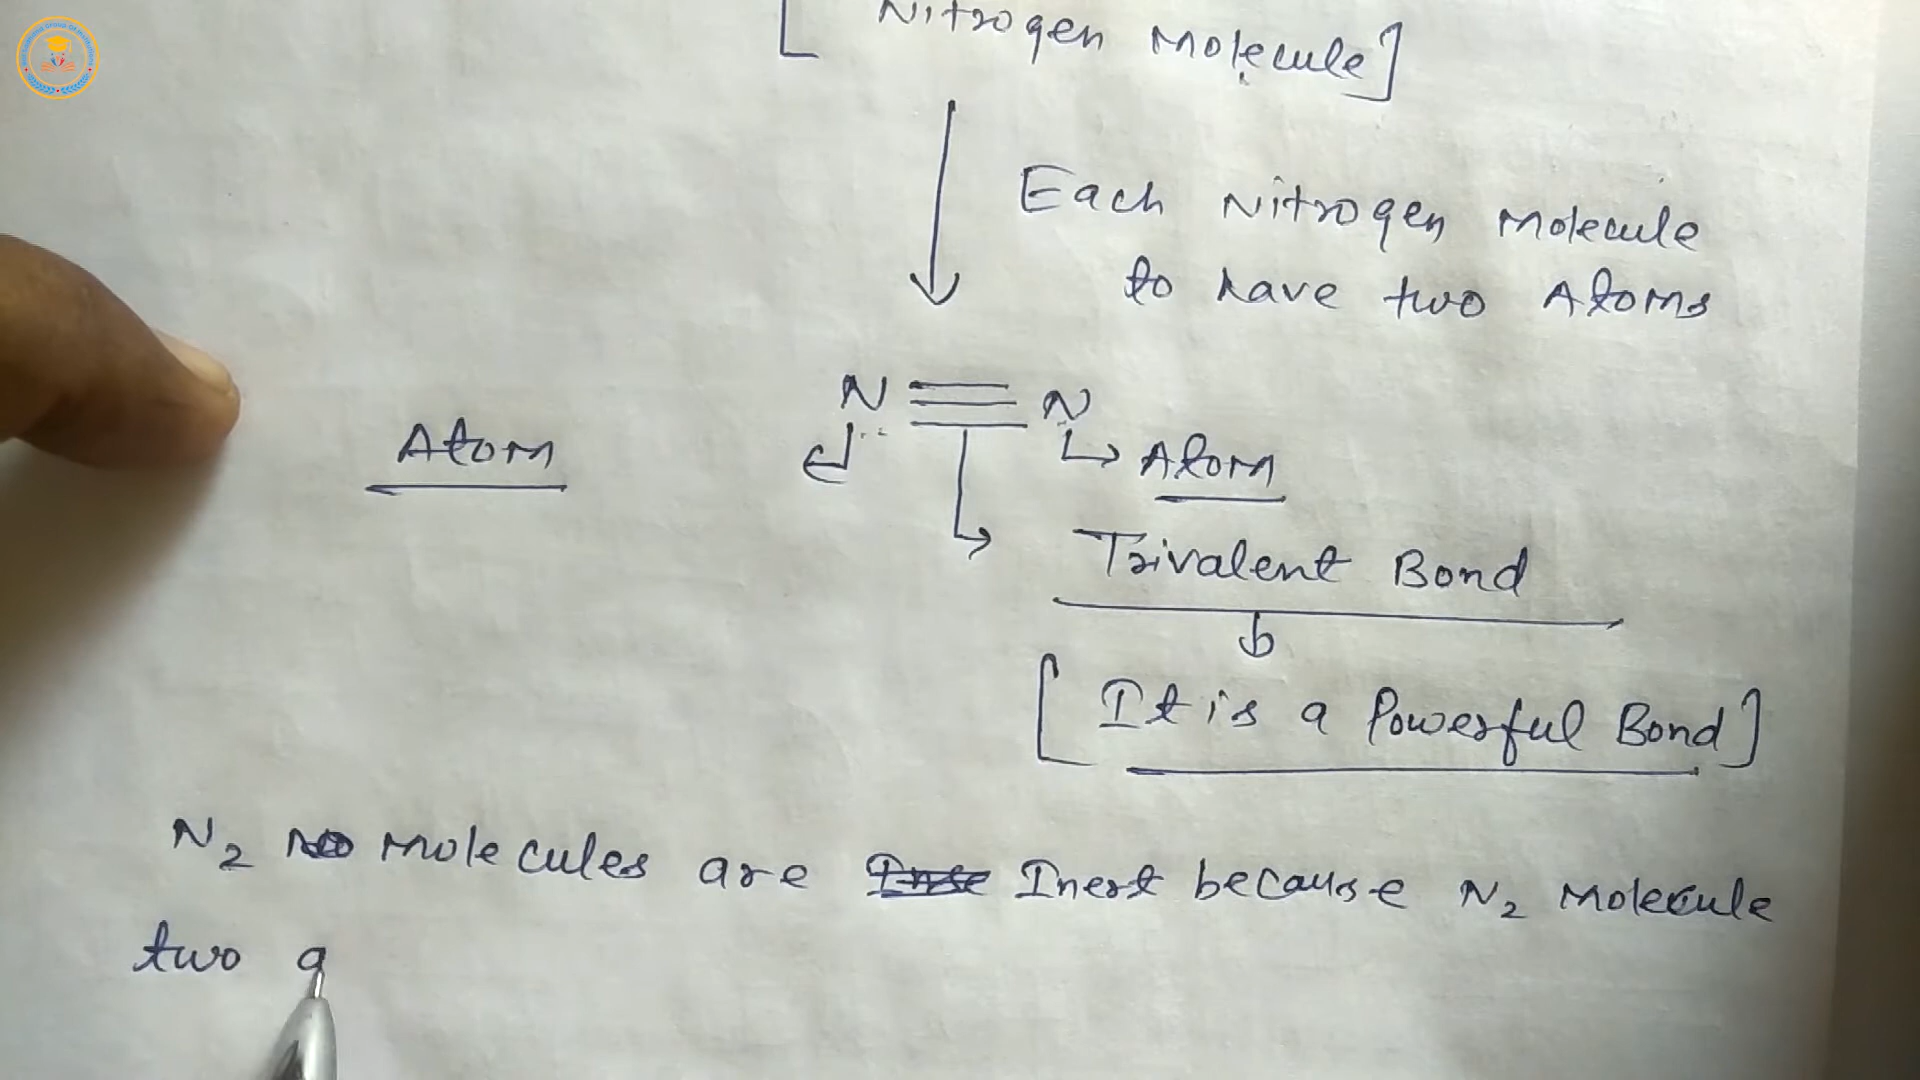 [ Nitrogen Molecule]
Each Nitrogen Molecule
to have two Atoms
N ≡ N
Atom
Atom
Trivalent Bond
[ It is a Powerful Bond ]
N2 Molecules are Inert because N2 Molecule
two a